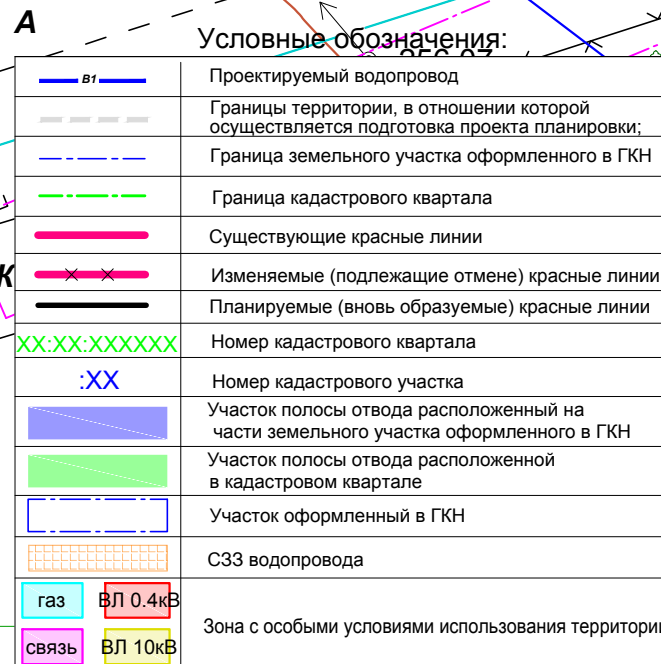 А
Условные обозначения:
В1
Проектируемый водопровод
Границы территории, в отношении которой
осуществляется подготовка проекта планировки;
Граница земельного участка оформленного в ГКН
Граница кадастрового квартала
Существующие красные линии
К
Изменяемые (подлежащие отмене) красные линии
Планируемые (вновь образуемые) красные линии
XX:XX:XXXXXX
Номер кадастрового квартала
:XX
Номер кадастрового участка
Участок полосы отвода расположенный на
части земельного участка оформленного в ГКН
Участок полосы отвода расположенной
в кадастровом квартале
Участок оформленный в ГКН
СЗЗ водопровода
газ
ВЛ 0.4кВ
связь
ВЛ 10кВ
Зона с особыми условиями использования территори